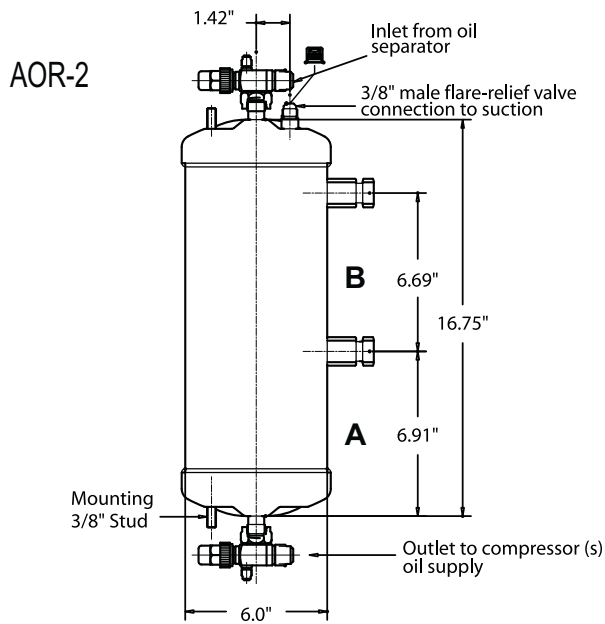 1.42"
Inlet from oil
separator
AOR-2
3/8" male flare-relief valve
connection to suction
B
6.69"
16.75"
A
6.91"
Mounting
3/8" Stud
Outlet to compressor (s)
oil supply
6.0"